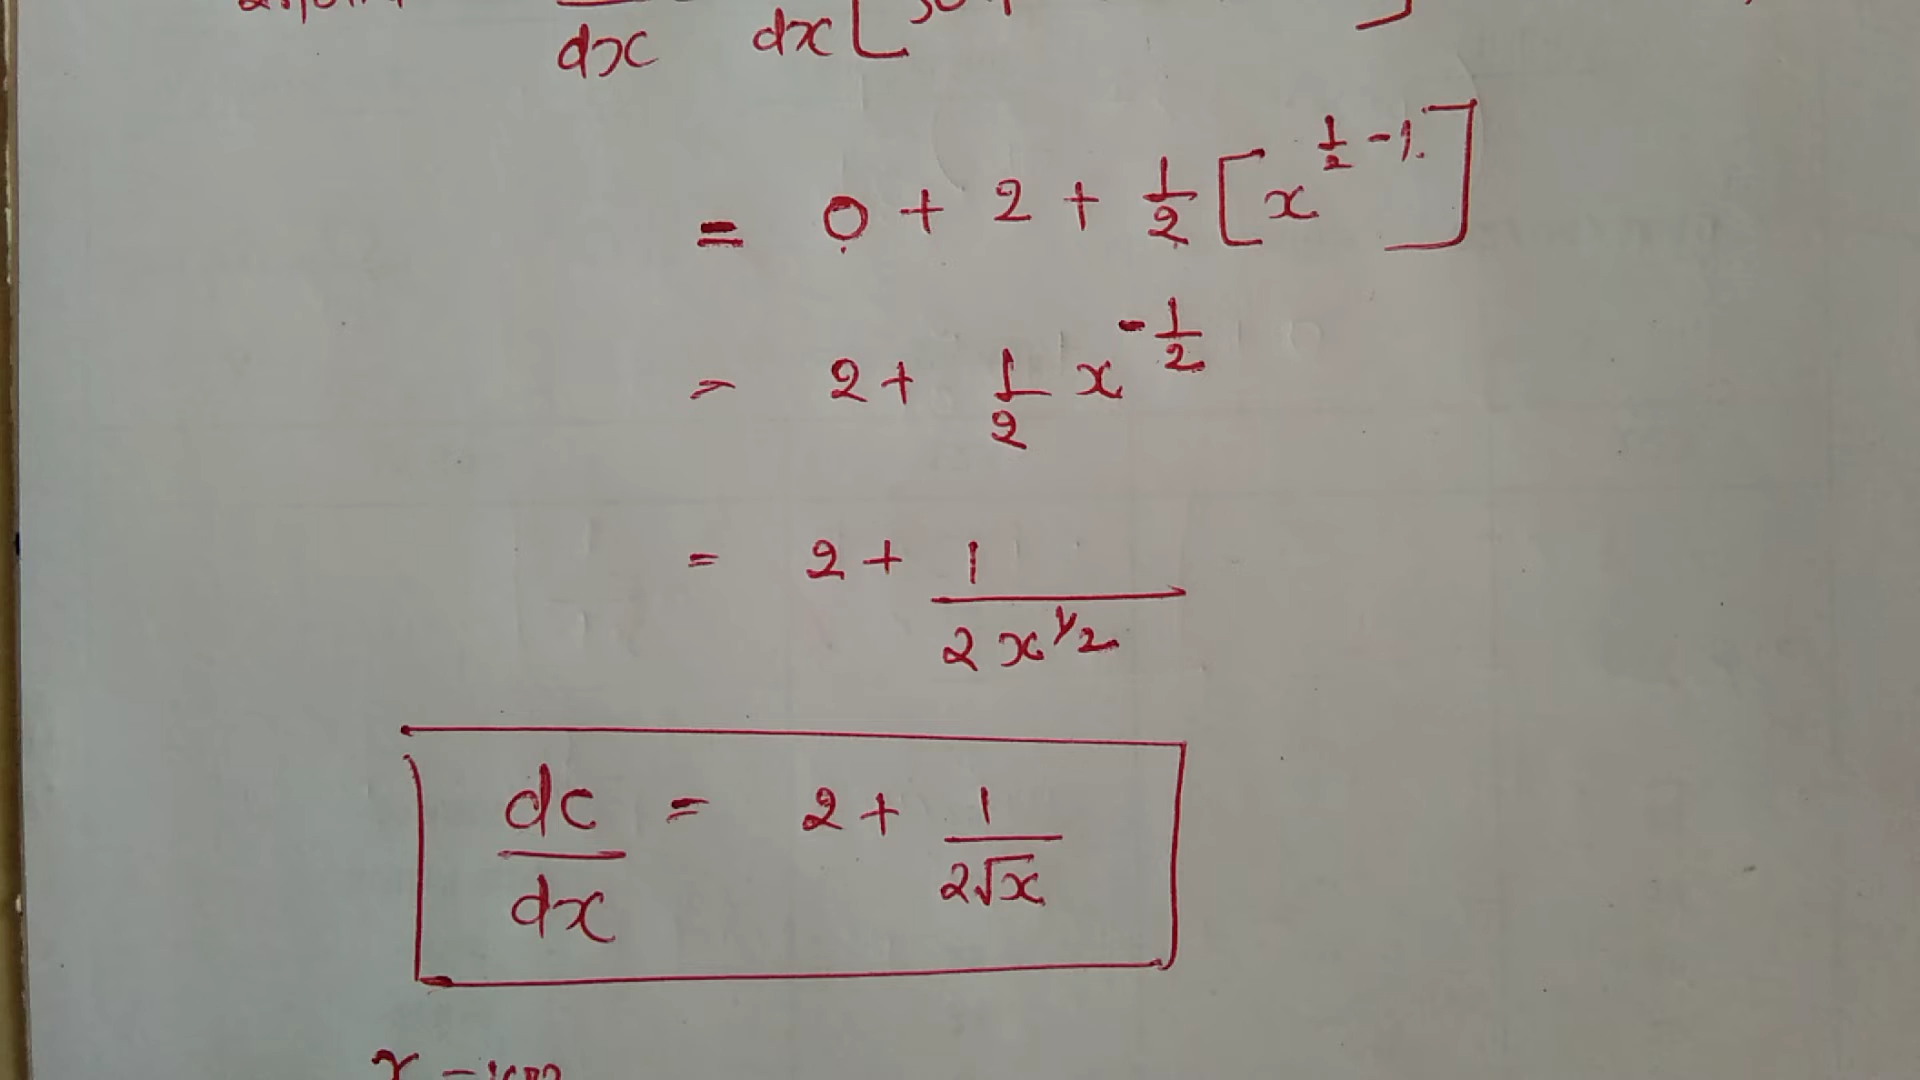 dx dx [
= 0 + 2 + 1/2 [x^(1/2 - 1)]
= 2 + 1/2 x^(-1/2)
= 2 + 1/(2x^(1/2))
dc/dx = 2 + 1/(2√x)